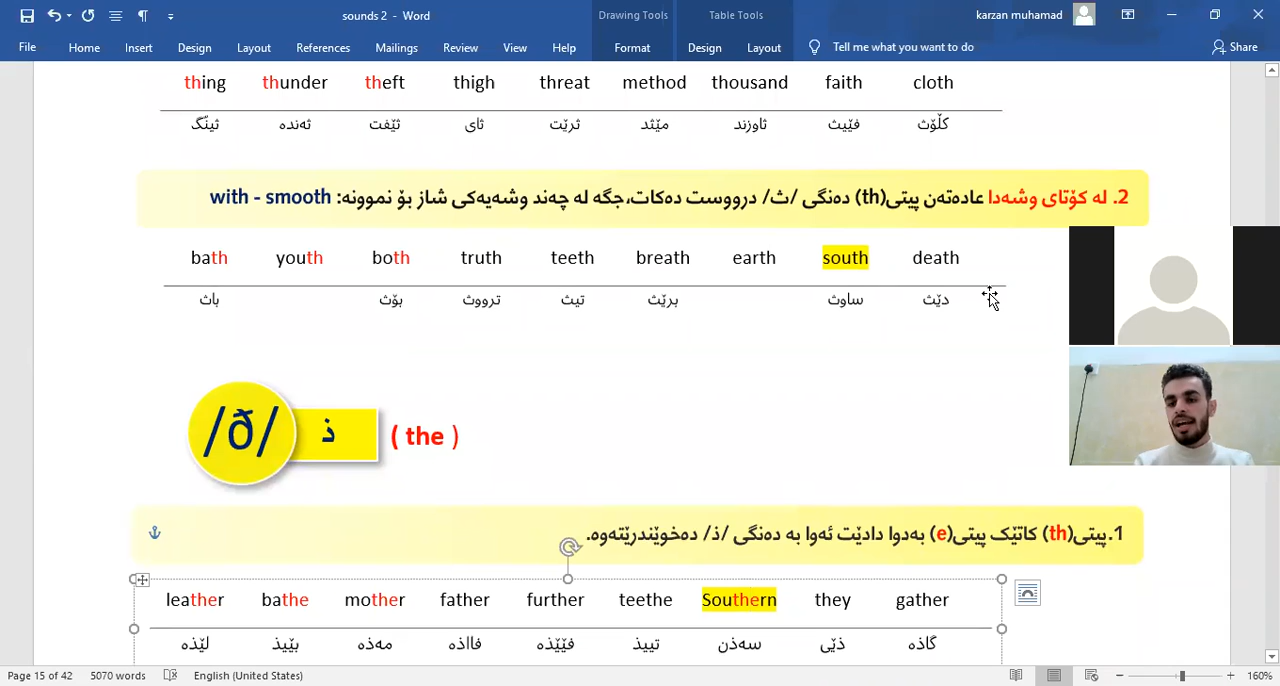 sounds 2 - Word
Drawing Tools
Table Tools
karzan muhamad
File Home Insert Design Layout References Mailings Review View Help Format Design Layout Tell me what you want to do Share
thing thunder theft thigh threat method thousand faith cloth
ثینّگ ثەندە ثێفت ثای ثرێت مێثد ثاوزند فێیث کڵۆث
2. لە کۆتای وشەدا عادەتەن پیتی(th) دەنگی /ث/ درووست دەکات،جگە لە چەند وشەیەکی شاز بۆ نموونە: with - smooth
bath youth both truth teeth breath earth south death
باث بۆث ترووث تیث برێث ساوث دێث
/ð/ ذ ( the )
1.پیتی(th) کاتێک پیتی(e) بەدوا دادێت ئەوا بە دەنگی /ذ/ دەخوێندرێتەوە.
leather bathe mother father further teethe Southern they gather
لێذە بێیذ مەذە فااذە فێێذە تییذ سەذن ذێی گاذە
Page 15 of 42 5070 words English (United States) 160%